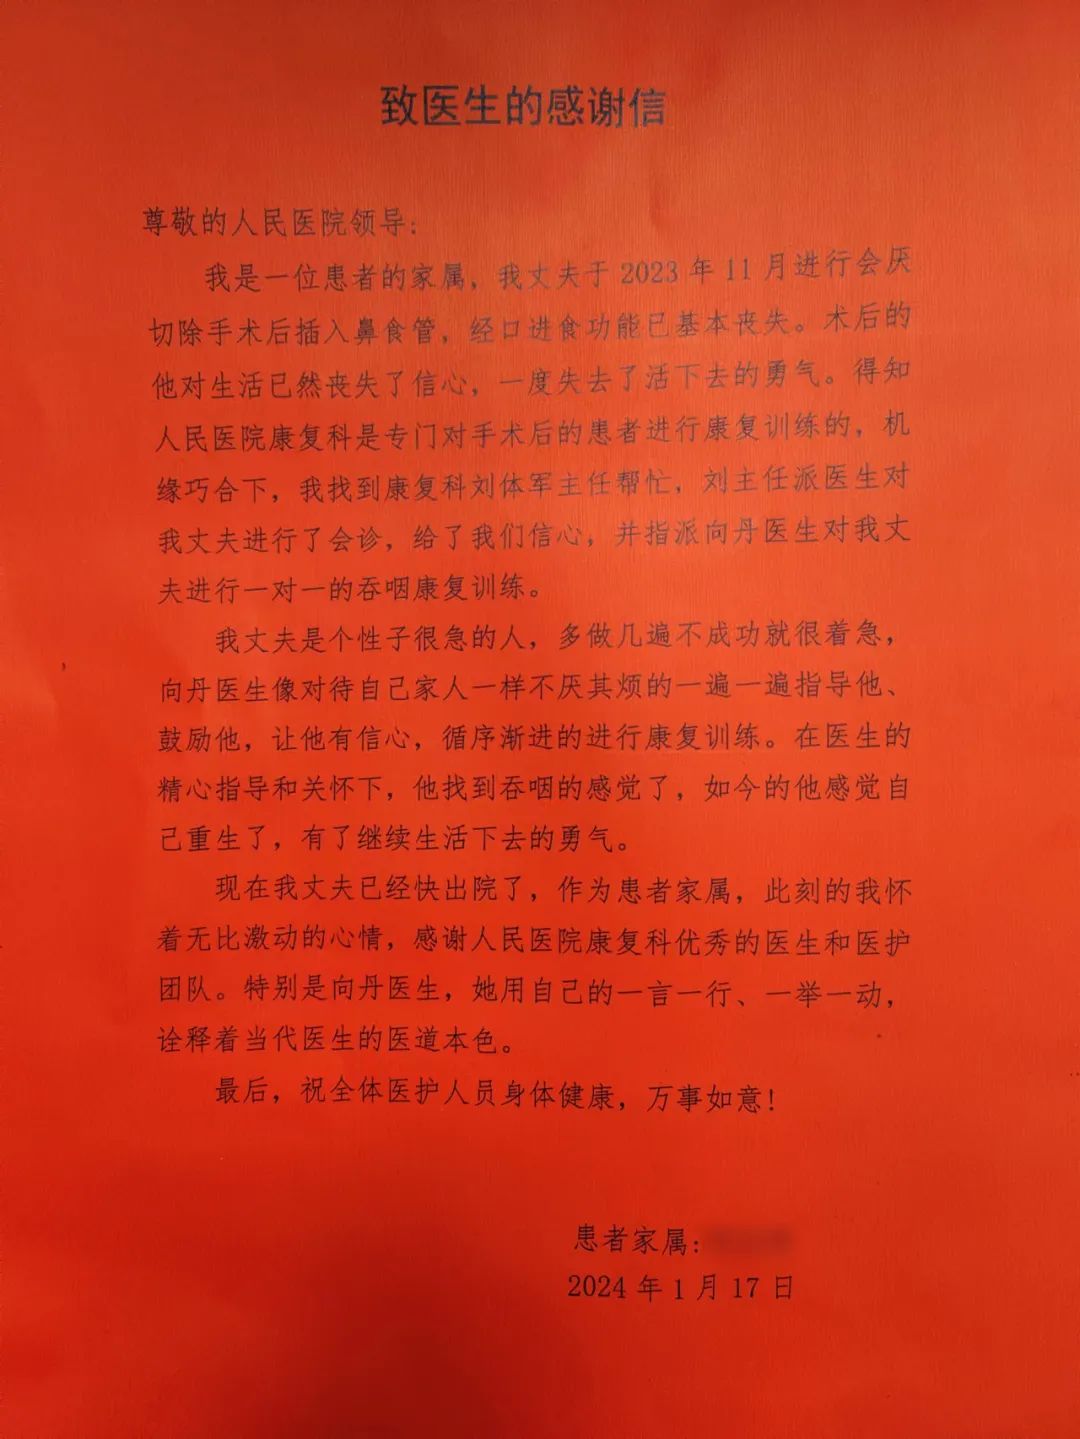 致医生的感谢信
尊敬的人民医院领导：
我是一位患者的家属，我丈夫于 2023 年 11 月进行会厌
切除手术后插入鼻食管，经口进食功能已基本丧失。术后的
他对生活已然丧失了信心，一度失去了活下去的勇气。得知
人民医院康复科是专门对手术后的患者进行康复训练的，机
缘巧合下，我找到康复科刘体军主任帮忙，刘主任派医生对
我丈夫进行了会诊，给了我们信心，并指派向丹医生对我丈
夫进行一对一的吞咽康复训练。
我丈夫是个性子很急的人，多做几遍不成功就很着急，
向丹医生像对待自己家人一样不厌其烦的一遍一遍指导他、
鼓励他，让他有信心，循序渐进的进行康复训练。在医生的
精心指导和关怀下，他找到吞咽的感觉了，如今的他感觉自
己重生了，有了继续生活下去的勇气。
现在我丈夫已经快出院了，作为患者家属，此刻的我怀
着无比激动的心情，感谢人民医院康复科优秀的医生和医护
团队。特别是向丹医生，她用自己的一言一行、一举一动，
诠释着当代医生的医道本色。
最后，祝全体医护人员身体健康，万事如意！
患者家属：
2024 年 1 月 17 日